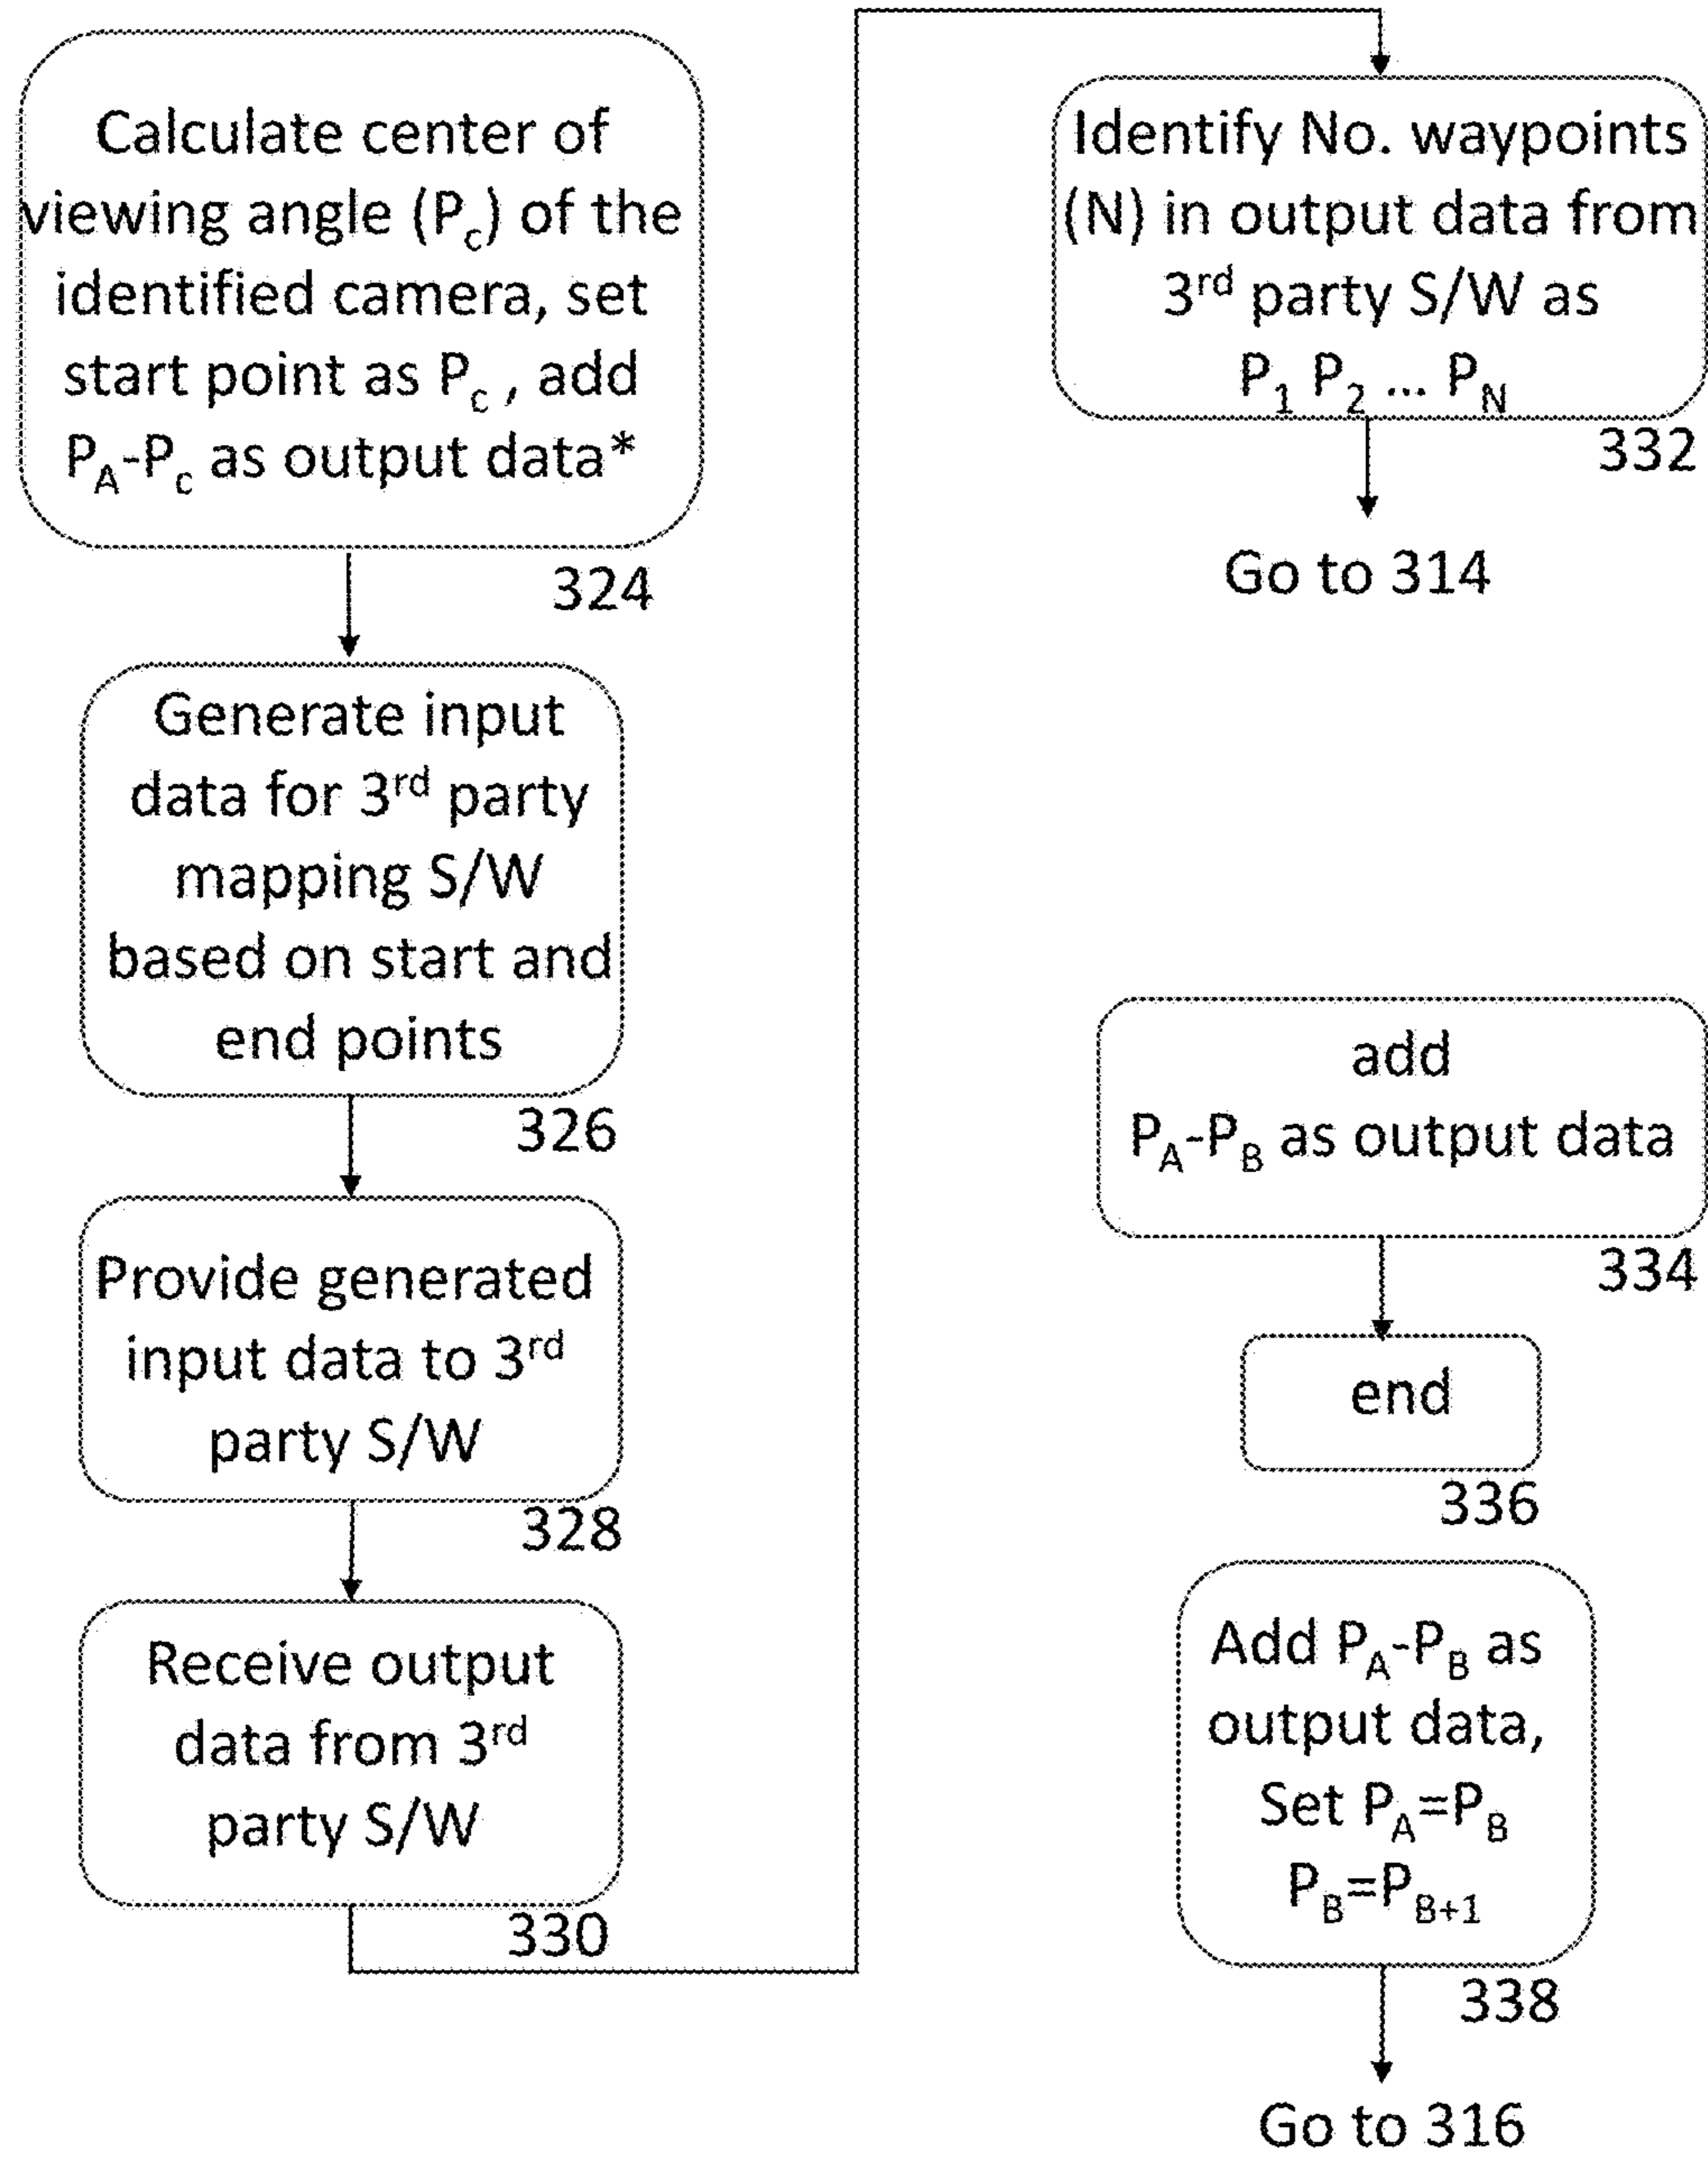 Calculate center of
viewing angle (Pc) of the
identified camera, set
start point as Pc , add
PA-Pc as output data*
324
Generate input
data for 3rd party
mapping S/W
based on start and
end points
326
Provide generated
input data to 3rd
party S/W
328
Receive output
data from 3rd
party S/W
330
Identify No. waypoints
(N) in output data from
3rd party S/W as
P1 P2 ... PN
332
Go to 314
add
PA-PB as output data
334
end
336
Add PA-PB as
output data,
Set PA=PB
PB=PB+1
338
Go to 316